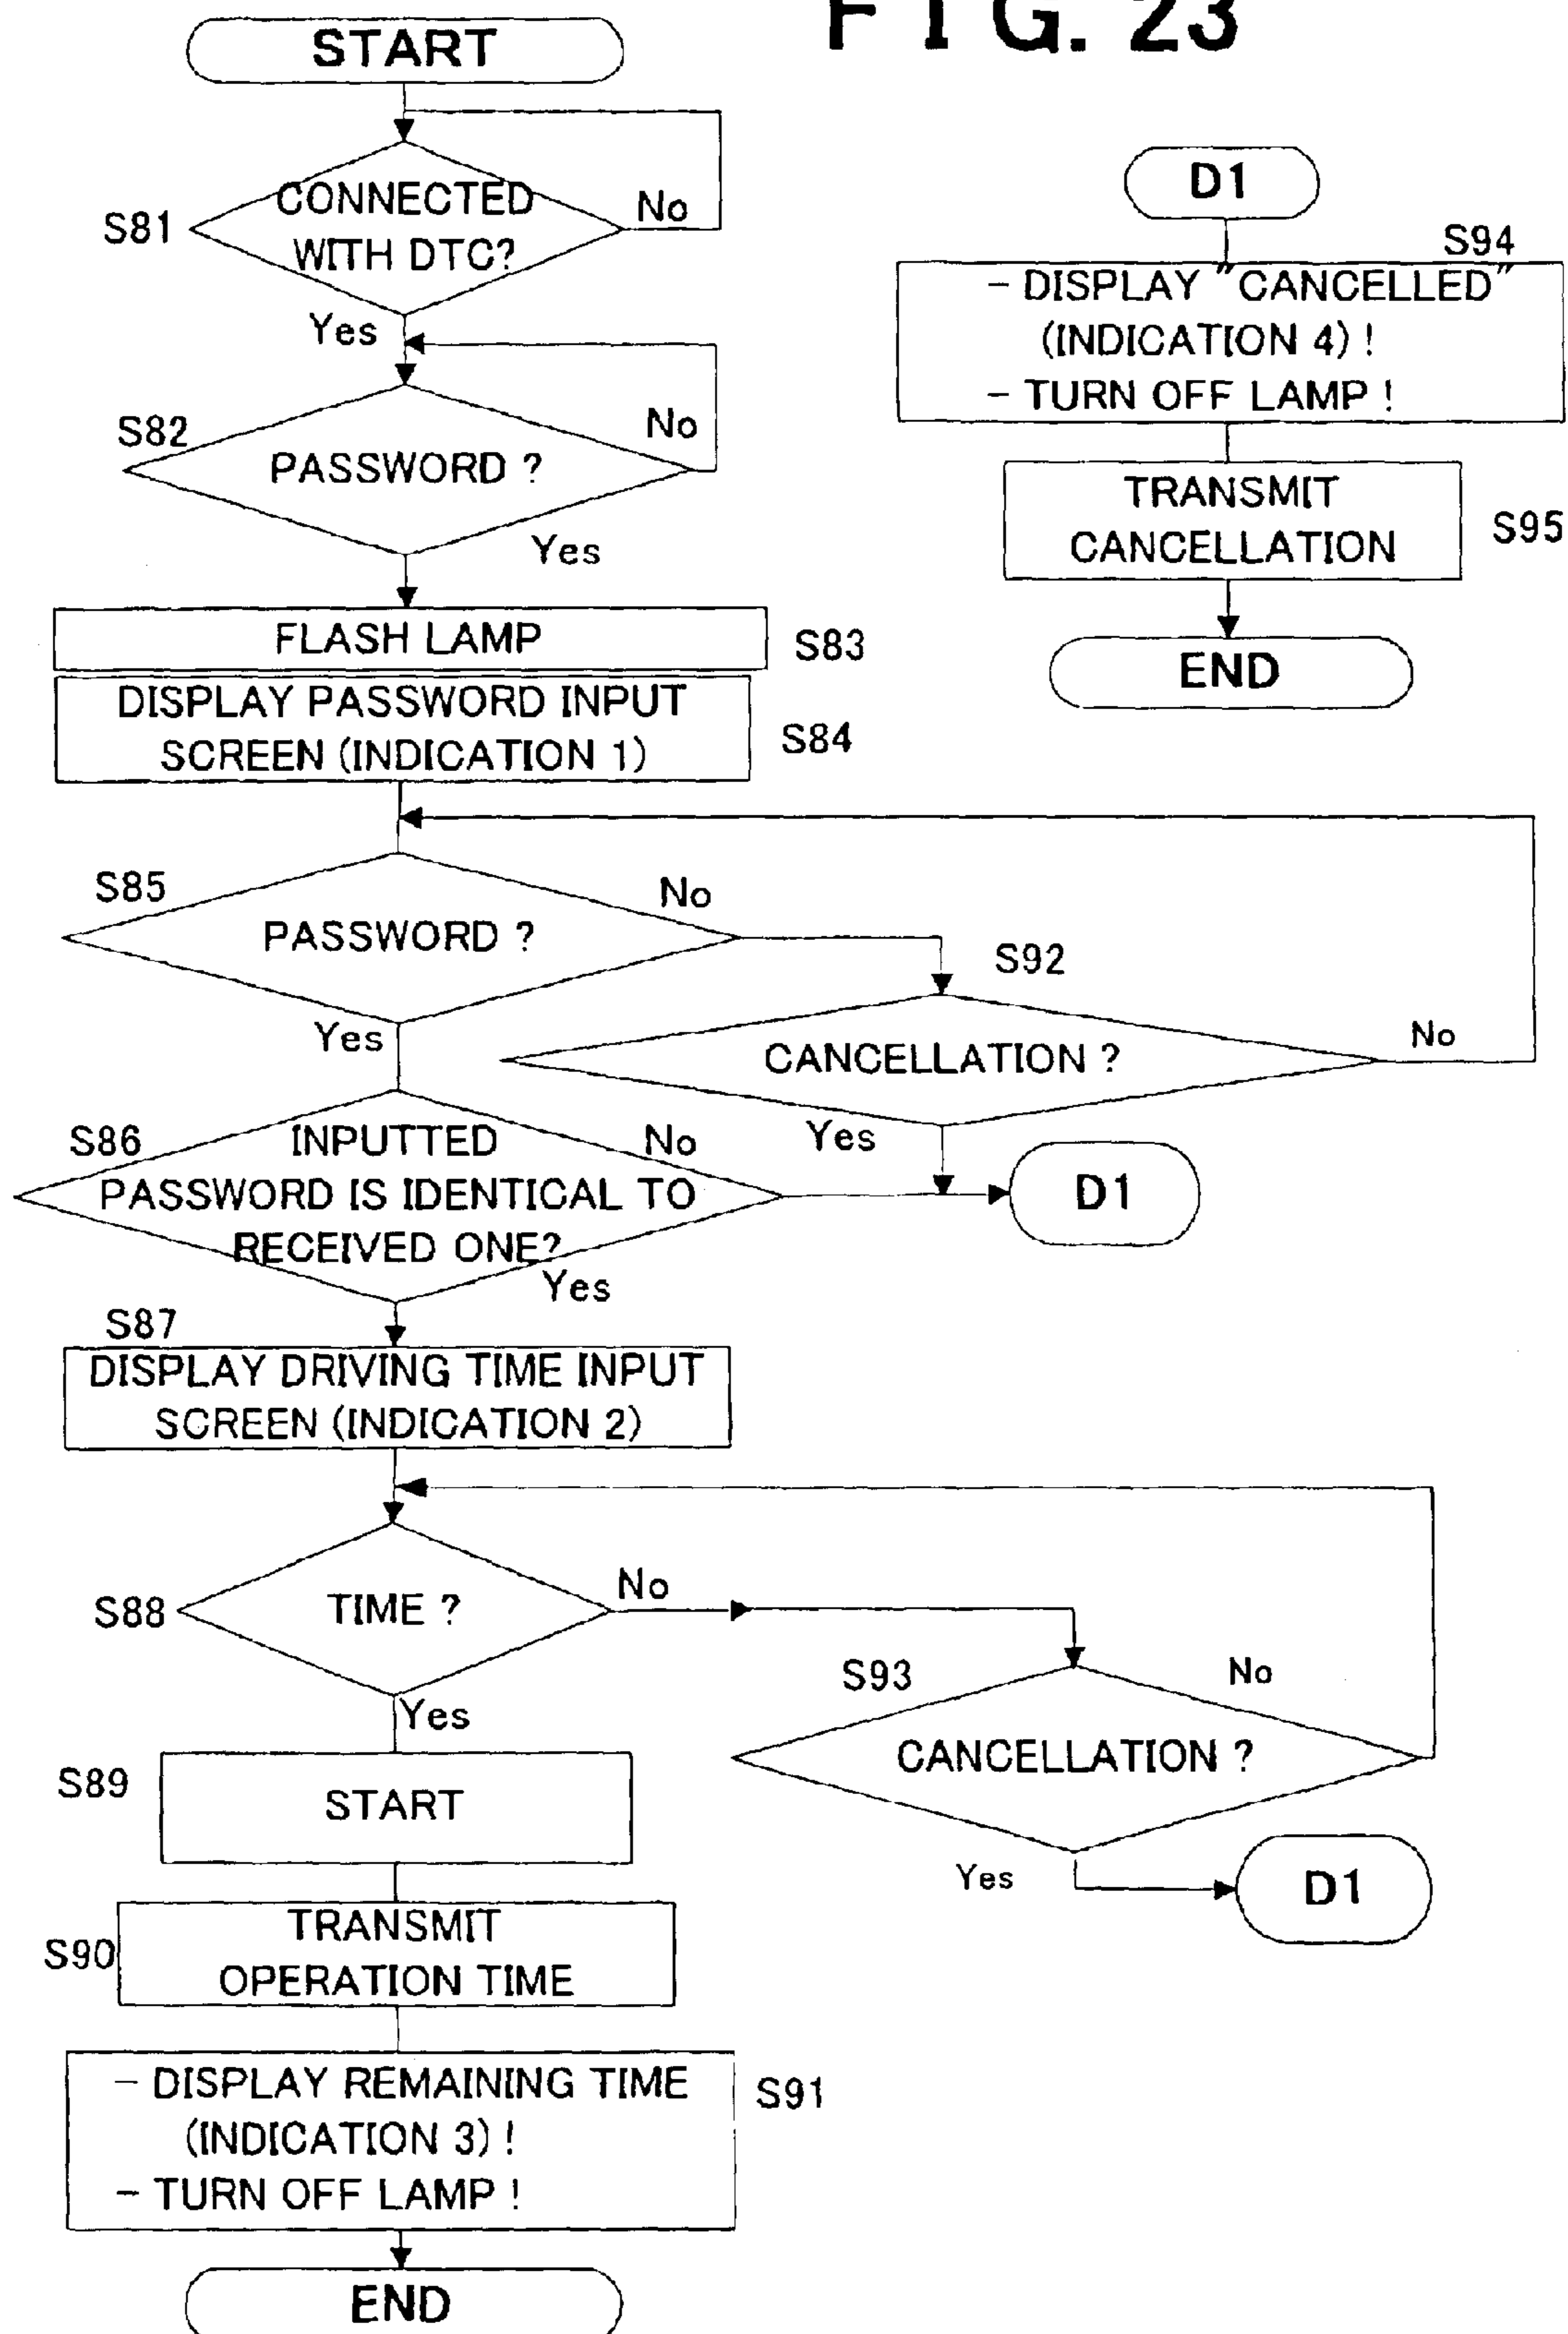 FIG. 23
START
S81
CONNECTED
WITH DTC?
No
Yes
S82
PASSWORD ?
No
Yes
FLASH LAMP
S83
DISPLAY PASSWORD INPUT
SCREEN (INDICATION 1)
S84
S85
PASSWORD ?
No
Yes
S92
CANCELLATION ?
No
Yes
S86
INPUTTED
PASSWORD IS IDENTICAL TO
RECEIVED ONE?
No
Yes
D1
S87
DISPLAY DRIVING TIME INPUT
SCREEN (INDICATION 2)
S88
TIME ?
No
Yes
S93
CANCELLATION ?
No
Yes
D1
S89
START
S90
TRANSMIT
OPERATION TIME
- DISPLAY REMAINING TIME
(INDICATION 3) !
- TURN OFF LAMP !
S91
END
D1
S94
- DISPLAY "CANCELLED"
(INDICATION 4) !
- TURN OFF LAMP !
TRANSMIT
CANCELLATION
S95
END